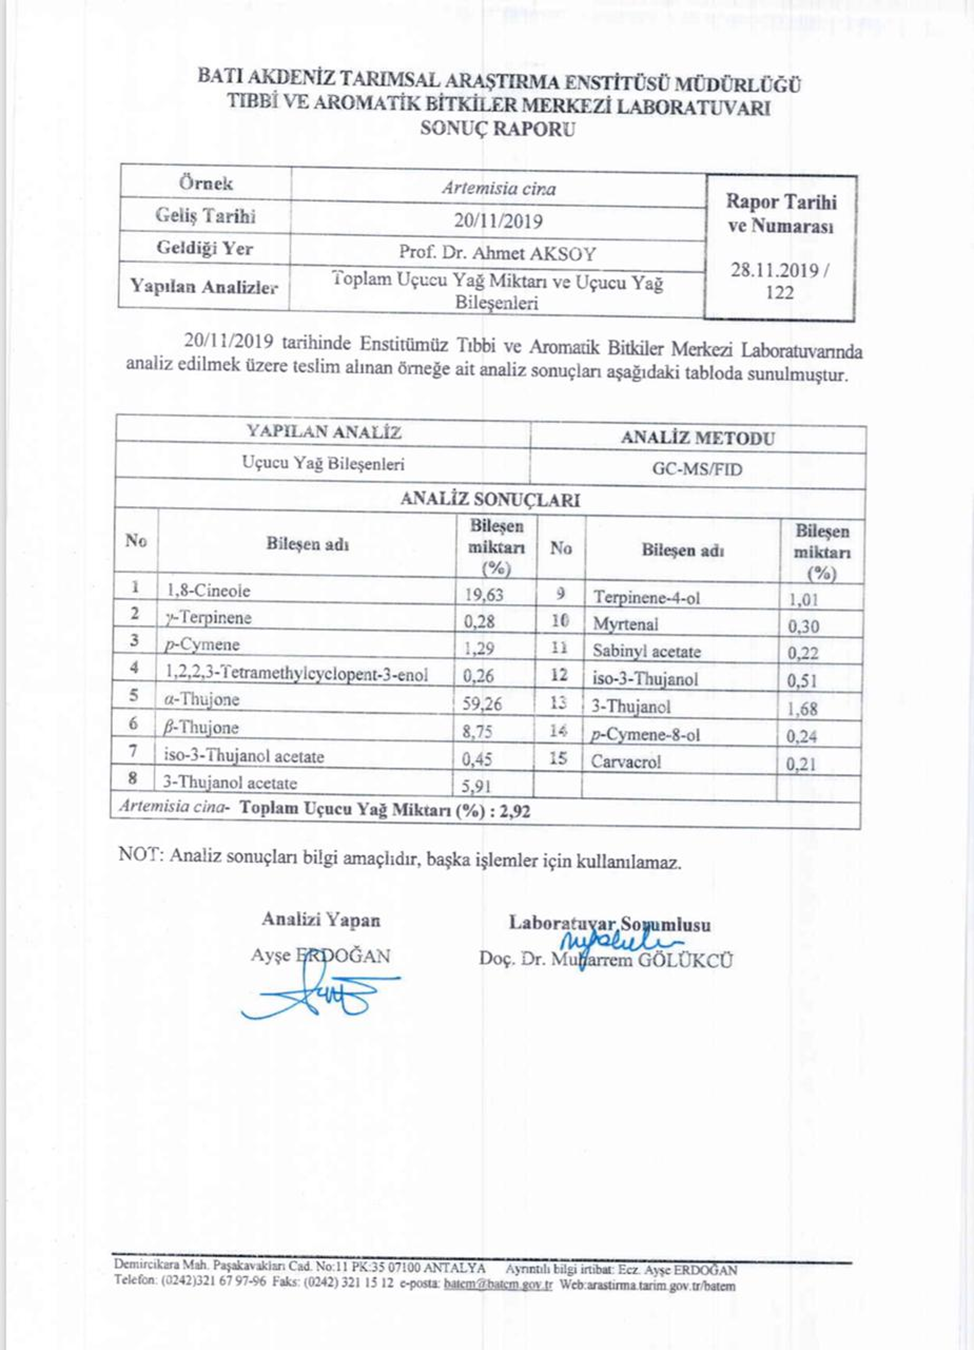 BATI AKDENİZ TARIMSAL ARAŞTIRMA ENSTİTÜSÜ MÜDÜRLÜĞÜ
TIBBİ VE AROMATİK BİTKİLER MERKEZİ LABORATUVARI
SONUÇ RAPORU
Örnek Artemisia cina
Geliş Tarihi 20/11/2019
Geldiği Yer Prof. Dr. Ahmet AKSOY
Yapılan Analizler Toplam Uçucu Yağ Miktarı ve Uçucu Yağ
Bileşenleri
Rapor Tarihi
ve Numarası
28.11.2019 /
122
20/11/2019 tarihinde Enstitümüz Tıbbi ve Aromatik Bitkiler Merkezi Laboratuvarında
analiz edilmek üzere teslim alınan örneğe ait analiz sonuçları aşağıdaki tabloda sunulmuştur.
YAPILAN ANALİZ ANALİZ METODU
Uçucu Yağ Bileşenleri GC-MS/FID
ANALİZ SONUÇLARI
No Bileşen adı Bileşen miktarı (%) No Bileşen adı Bileşen miktarı (%)
1 1,8-Cineole 19,63 9 Terpinene-4-ol 1,01
2 γ-Terpinene 0,28 10 Myrtenal 0,30
3 p-Cymene 1,29 11 Sabinyl acetate 0,22
4 1,2,2,3-Tetramethylcyclopent-3-enol 0,26 12 iso-3-Thujanol 0,51
5 α-Thujone 59,26 13 3-Thujanol 1,68
6 β-Thujone 8,75 14 p-Cymene-8-ol 0,24
7 iso-3-Thujanol acetate 0,45 15 Carvacrol 0,21
8 3-Thujanol acetate 5,91
Artemisia cina- Toplam Uçucu Yağ Miktarı (%) : 2,92
NOT: Analiz sonuçları bilgi amaçlıdır, başka işlemler için kullanılamaz.
Analizi Yapan Laboratuvar Sorumlusu
Ayşe ERDOĞAN Doç. Dr. Muharrem GÖLÜKCÜ
Demircikara Mah. Paşakavakları Cad. No:11 PK:35 07100 ANTALYA Ayrıntılı bilgi irtibat: Ecz. Ayşe ERDOĞAN
Telefon: (0242)321 67 97-96 Faks: (0242) 321 15 12 e-posta: batem@batem.gov.tr Web:arastirma.tarim.gov.tr/batem